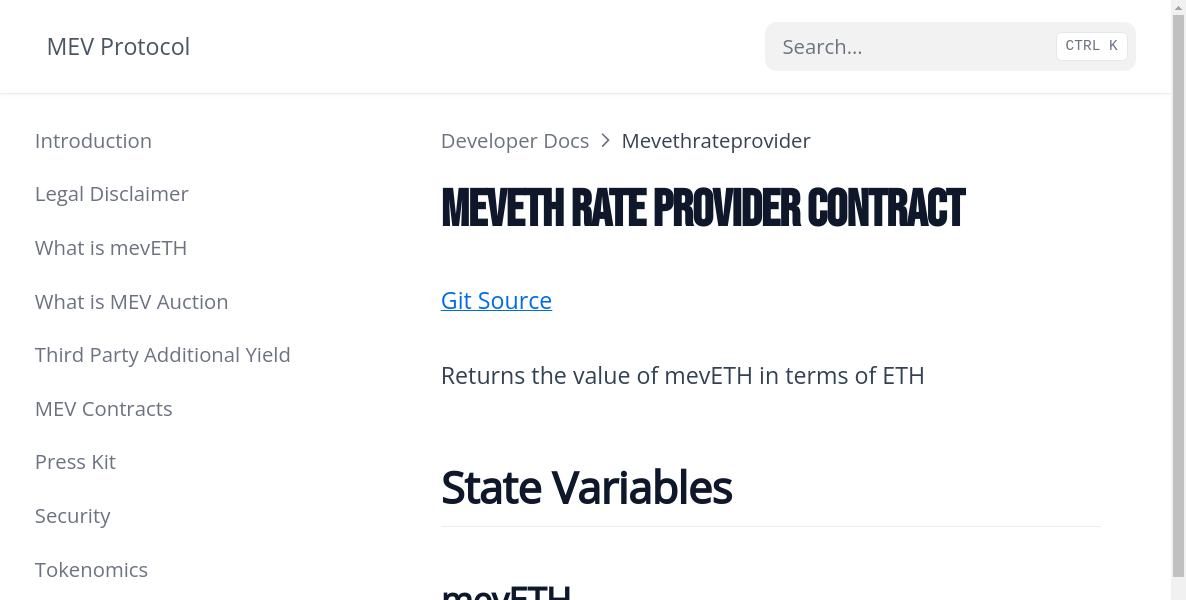 MEV Protocol
Search…
CTRL K
Introduction
Legal Disclaimer
What is mevETH
What is MEV Auction
Third Party Additional Yield
MEV Contracts
Press Kit
Security
Tokenomics
Developer Docs > Mevethrateprovider
MEVETH RATE PROVIDER CONTRACT
Git Source
Returns the value of mevETH in terms of ETH
State Variables
mevETH